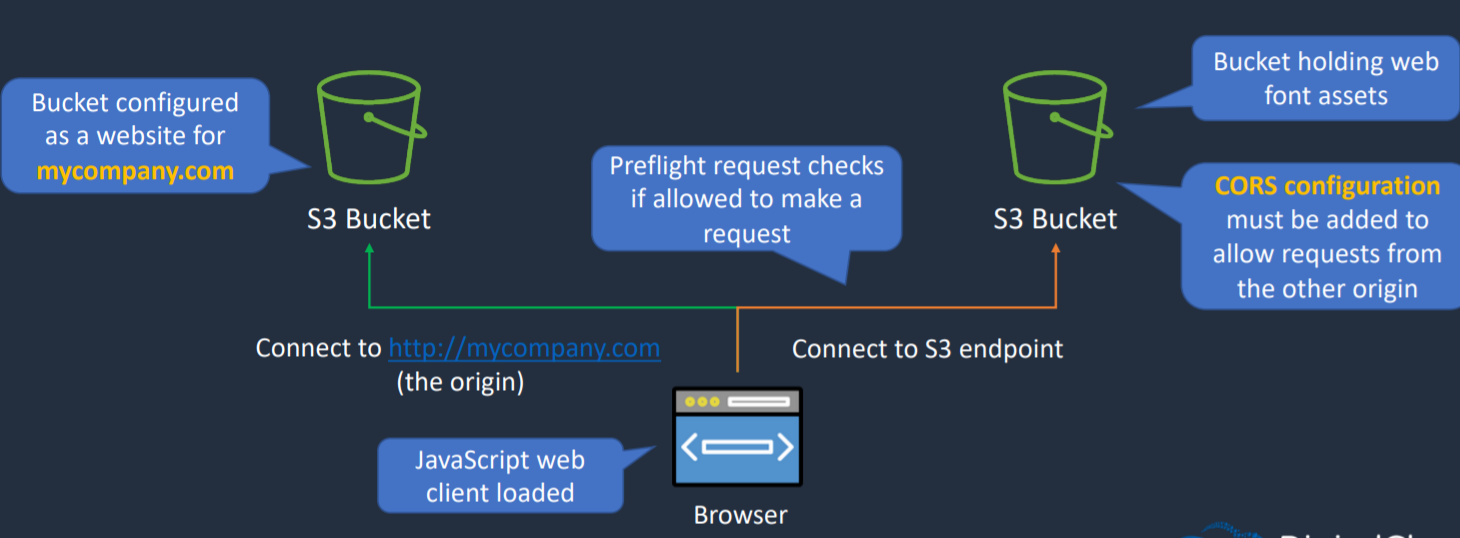 Bucket configured
as a website for
mycompany.com
S3 Bucket
Preflight request checks
if allowed to make a
request
Bucket holding web
font assets
S3 Bucket
CORS configuration
must be added to
allow requests from
the other origin
Connect to http://mycompany.com
(the origin)
Connect to S3 endpoint
JavaScript web
client loaded
Browser